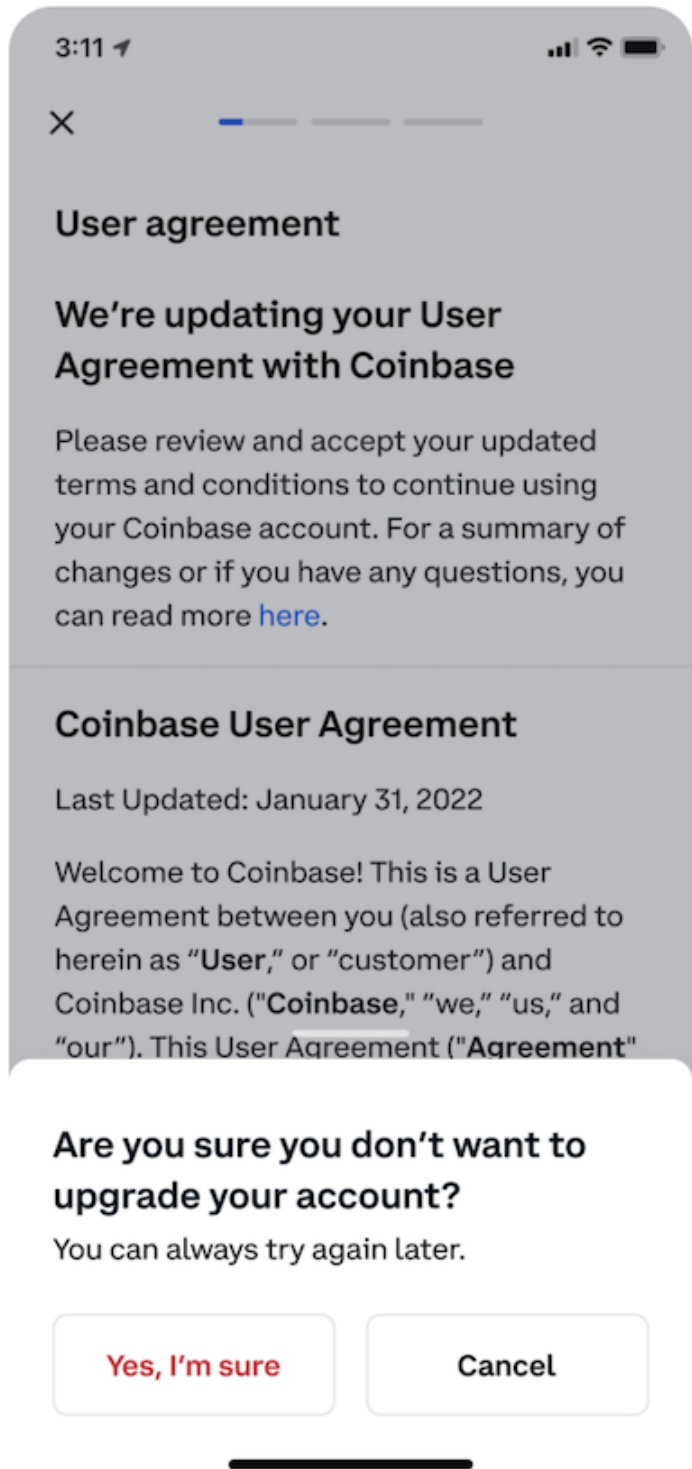 3:11
User agreement
We’re updating your User
Agreement with Coinbase
Please review and accept your updated
terms and conditions to continue using
your Coinbase account. For a summary of
changes or if you have any questions, you
can read more here.
Coinbase User Agreement
Last Updated: January 31, 2022
Welcome to Coinbase! This is a User
Agreement between you (also referred to
herein as “User,” or “customer”) and
Coinbase Inc. ("Coinbase," “we,” “us,” and
“our”). This User Agreement ("Agreement"
Are you sure you don’t want to
upgrade your account?
You can always try again later.
Yes, I’m sure
Cancel